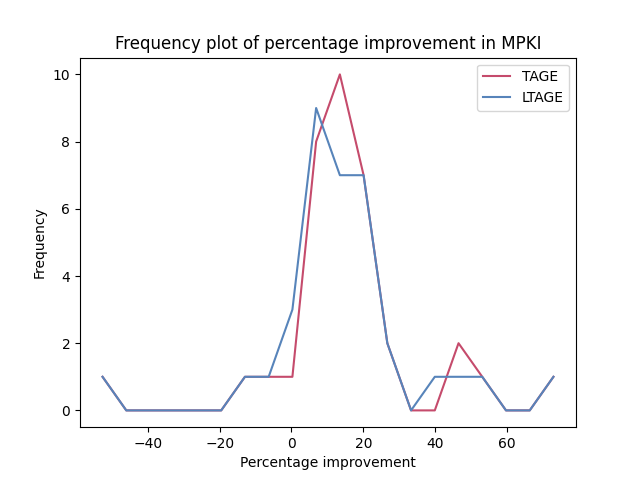 Frequency plot of percentage improvement in MPKI
TAGE
LTAGE
10
8
6
4
2
0
Frequency
−40
−20
0
20
40
60
Percentage improvement